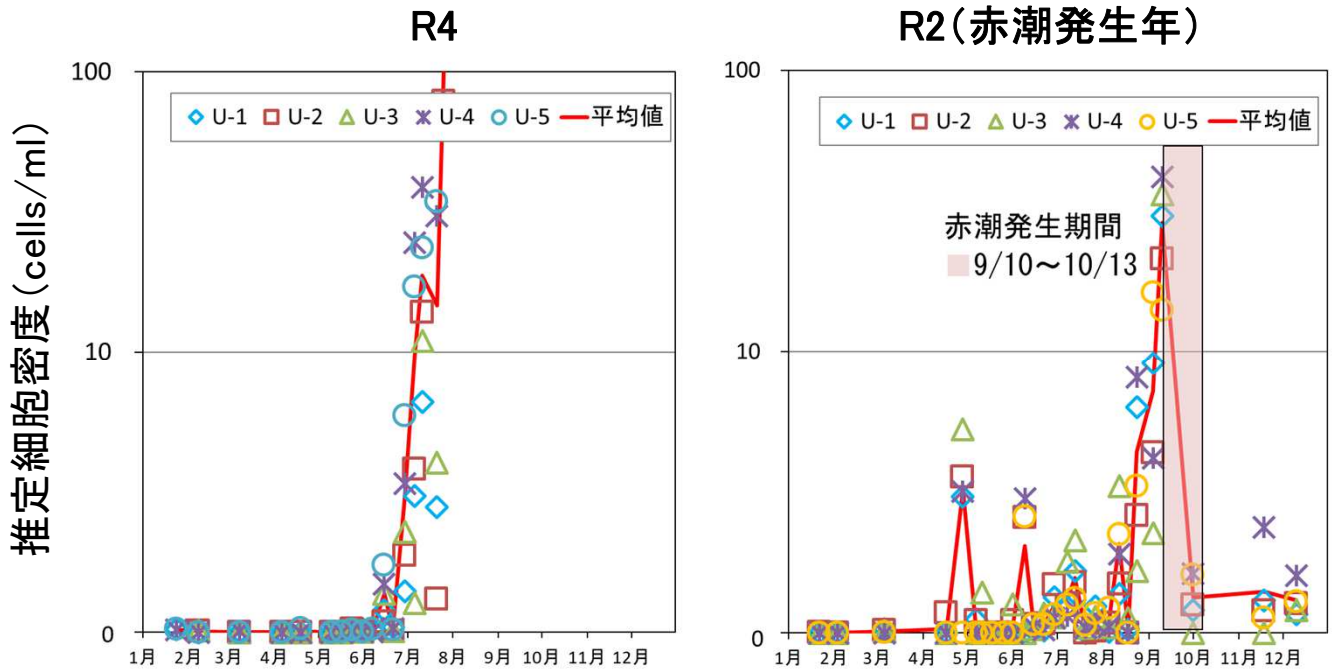 R4
R2(赤潮発生年)
推定細胞密度(cells/ml)
100
U-1 U-2 U-3 U-4 U-5 平均値
10
0
1月 2月 3月 4月 5月 6月 7月 8月 9月 10月 11月 12月
100
U-1 U-2 U-3 U-4 U-5 平均値
赤潮発生期間
9/10~10/13
10
0
1月 2月 3月 4月 5月 6月 7月 8月 9月 10月 11月 12月